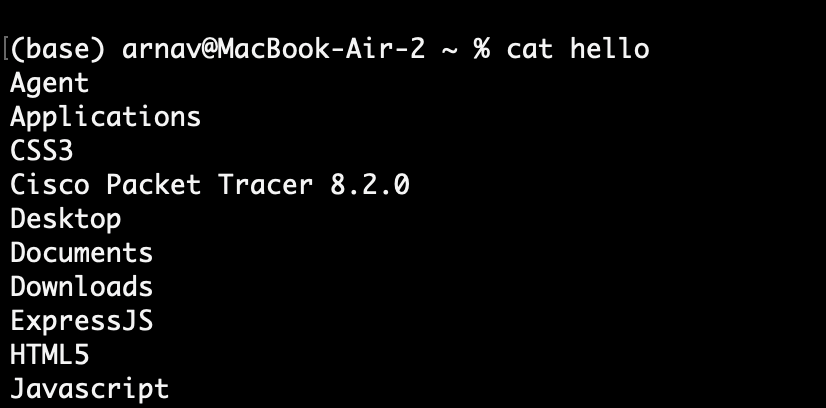 (base) arnav@MacBook-Air-2 ~ % cat hello
Agent
Applications
CSS3
Cisco Packet Tracer 8.2.0
Desktop
Documents
Downloads
ExpressJS
HTML5
Javascript